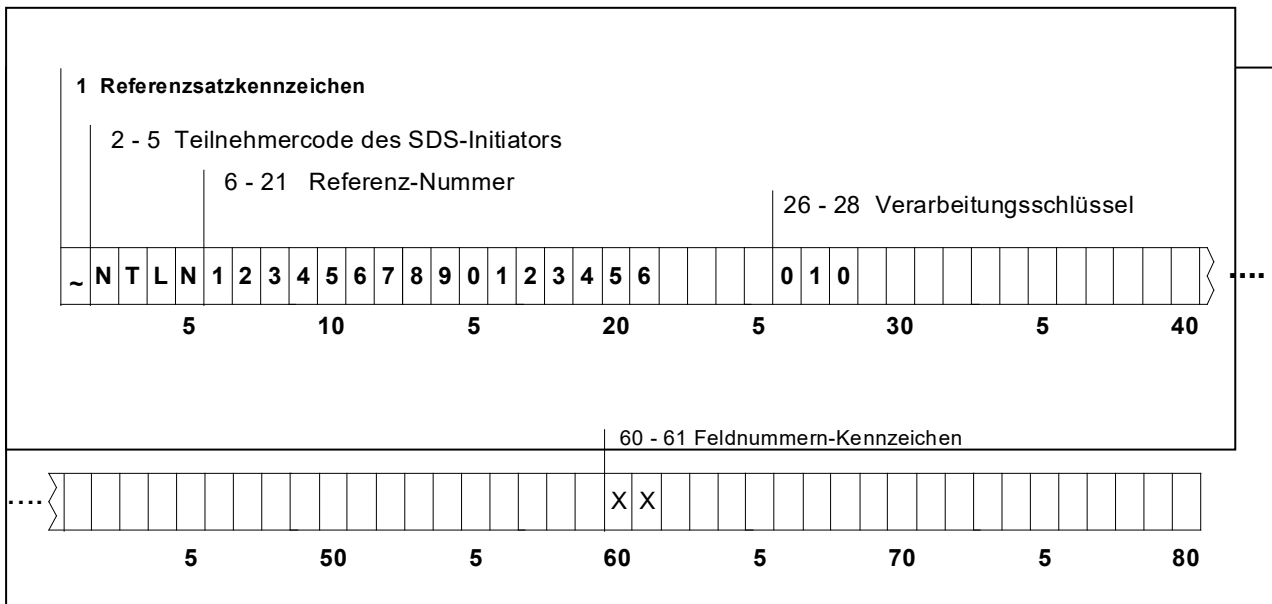 1 Referenzsatzkennzeichen
2 - 5 Teilnehmercode des SDS-Initiators
6 - 21 Referenz-Nummer
26 - 28 Verarbeitungsschlüssel
~ N T L N 1 2 3 4 5 6 7 8 9 0 1 2 3 4 5 6 0 1 0 ....
5 10 5 20 5 30 5 40
60 - 61 Feldnummern-Kennzeichen
.... X X
5 50 5 60 5 70 5 80